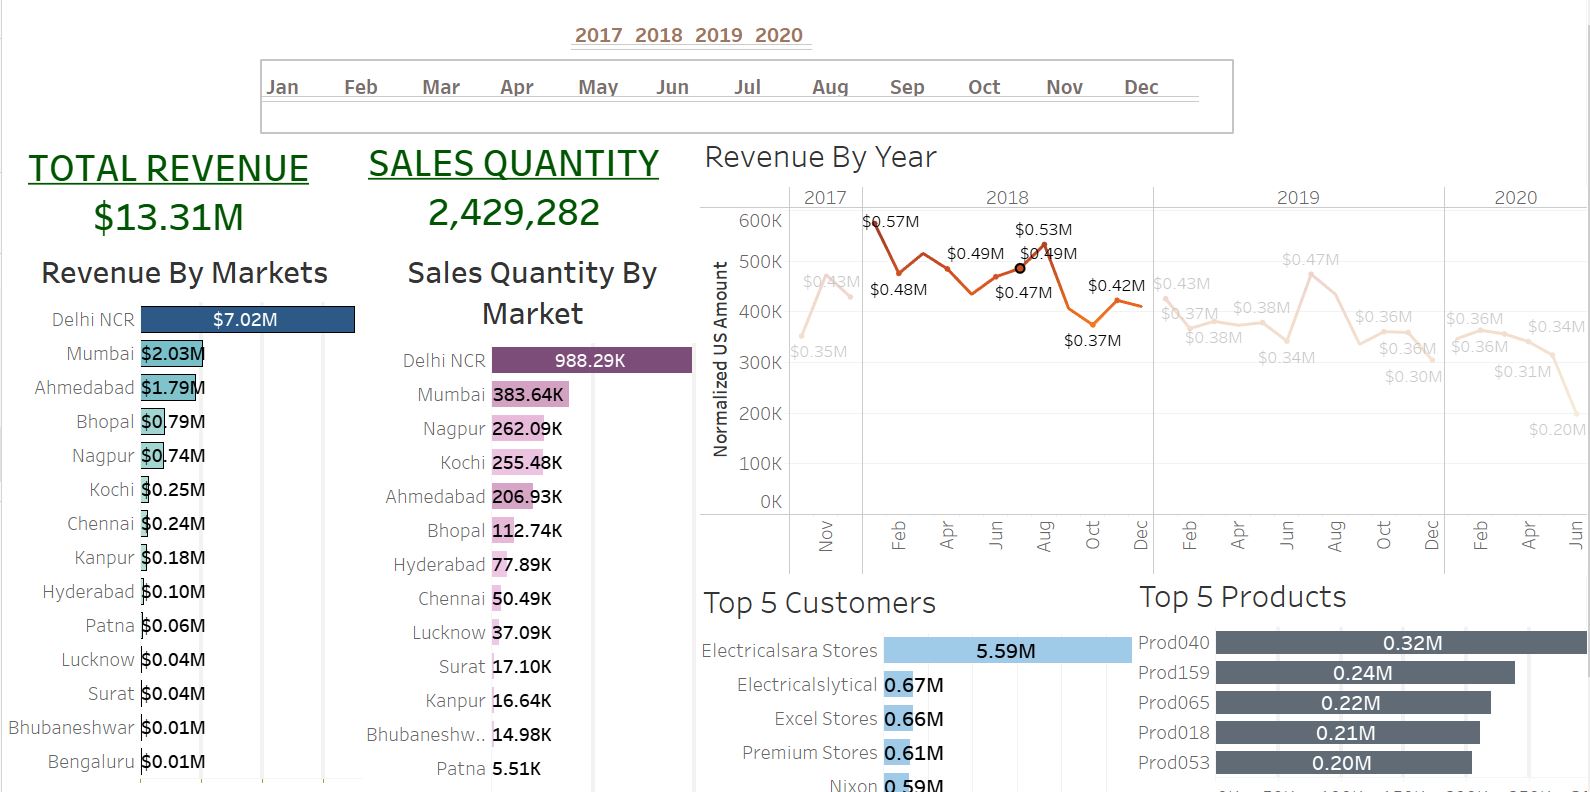 2017 2018 2019 2020
Jan Feb Mar Apr May Jun Jul Aug Sep Oct Nov Dec
TOTAL REVENUE
$13.31M
SALES QUANTITY
2,429,282
Revenue By Markets
Delhi NCR $7.02M
Mumbai $2.03M
Ahmedabad $1.79M
Bhopal $0.79M
Nagpur $0.74M
Kochi $0.25M
Chennai $0.24M
Kanpur $0.18M
Hyderabad $0.10M
Patna $0.06M
Lucknow $0.04M
Surat $0.04M
Bhubaneshwar $0.01M
Bengaluru $0.01M
Sales Quantity By
Market
Delhi NCR 988.29K
Mumbai 383.64K
Nagpur 262.09K
Kochi 255.48K
Ahmedabad 206.93K
Bhopal 112.74K
Hyderabad 77.89K
Chennai 50.49K
Lucknow 37.09K
Surat 17.10K
Kanpur 16.64K
Bhubaneshw.. 14.98K
Patna 5.51K
Revenue By Year
2017 2018 2019 2020
Normalized US Amount
600K
500K
400K
300K
200K
100K
0K
$0.43M
$0.35M
$0.57M
$0.48M
$0.49M
$0.47M
$0.53M
$0.49M
$0.37M
$0.42M
$0.43M
$0.37M
$0.38M
$0.38M
$0.34M
$0.47M
$0.36M
$0.36M
$0.30M
$0.36M
$0.36M
$0.31M
$0.34M
$0.20M
Nov Feb Apr Jun Aug Oct Dec Feb Apr Jun Aug Oct Dec Feb Apr Jun
Top 5 Customers
Electricalsara Stores 5.59M
Electricalslytical 0.67M
Excel Stores 0.66M
Premium Stores 0.61M
Nixon 0.59M
Top 5 Products
Prod040 0.32M
Prod159 0.24M
Prod065 0.22M
Prod018 0.21M
Prod053 0.20M